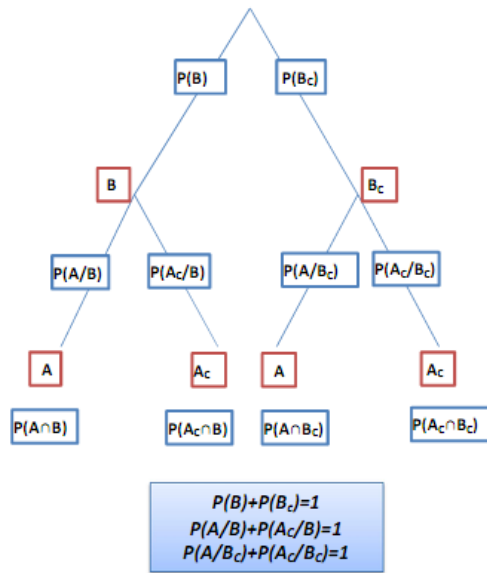 P(B) P(Bc)
B Bc
P(A/B) P(Ac/B) P(A/Bc) P(Ac/Bc)
A Ac A Ac
P(A∩B) P(Ac∩B) P(A∩Bc) P(Ac∩Bc)
P(B)+P(Bc)=1
P(A/B)+P(Ac/B)=1
P(A/Bc)+P(Ac/Bc)=1